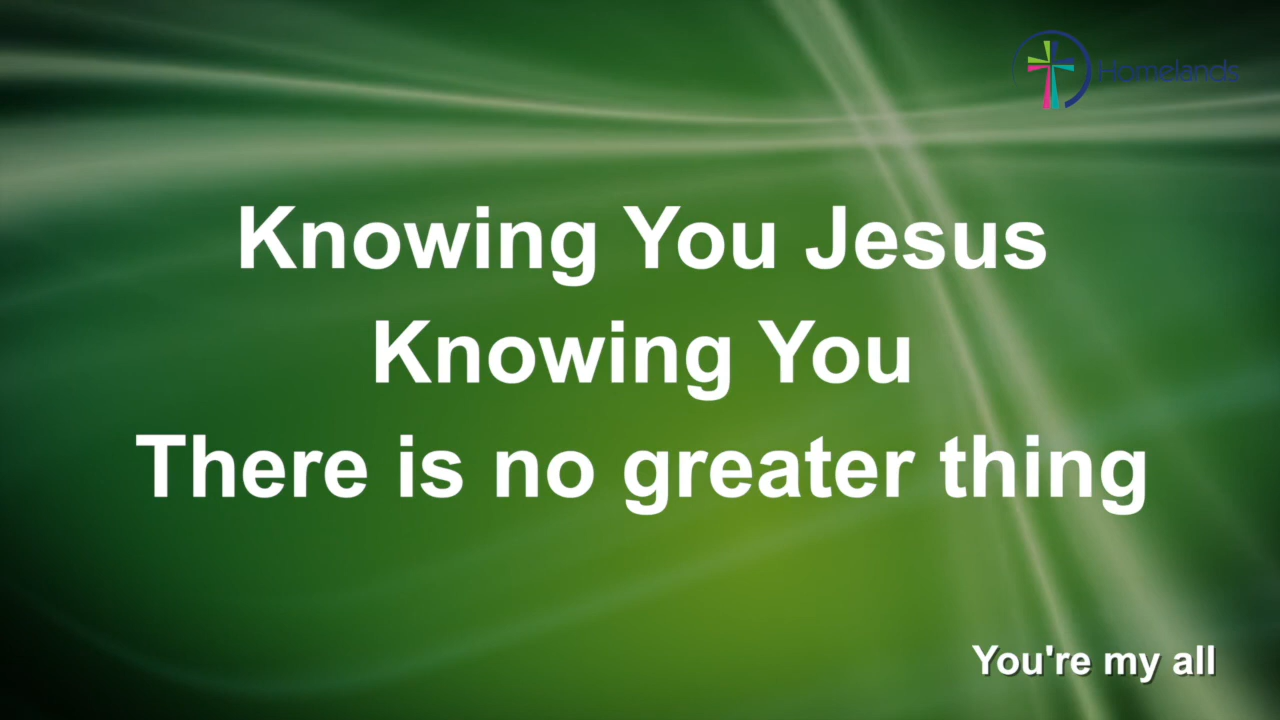 Homelands
Knowing You Jesus
Knowing You
There is no greater thing
You're my all